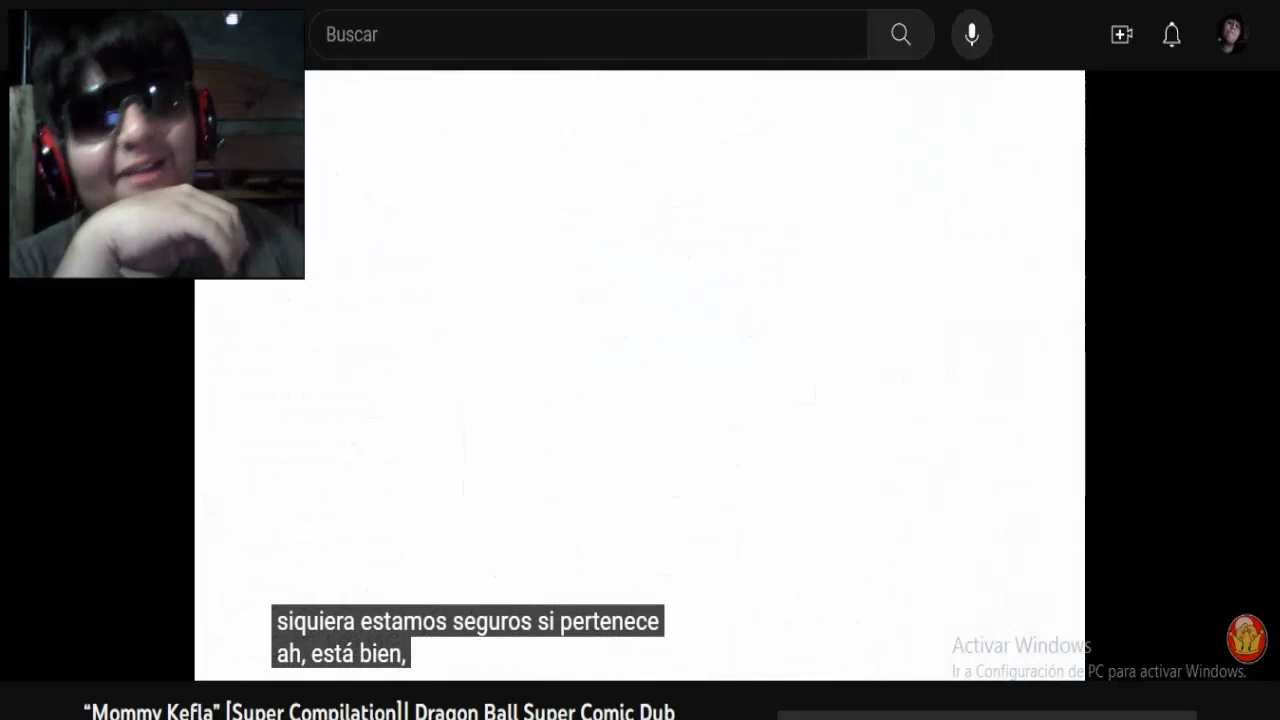 Buscar
siquiera estamos seguros si pertenece
ah, está bien,
Activar Windows
Ir a Configuración de PC para activar Windows.
“Mommy Kefla” [Super Compilation]| Dragon Ball Super Comic Dub